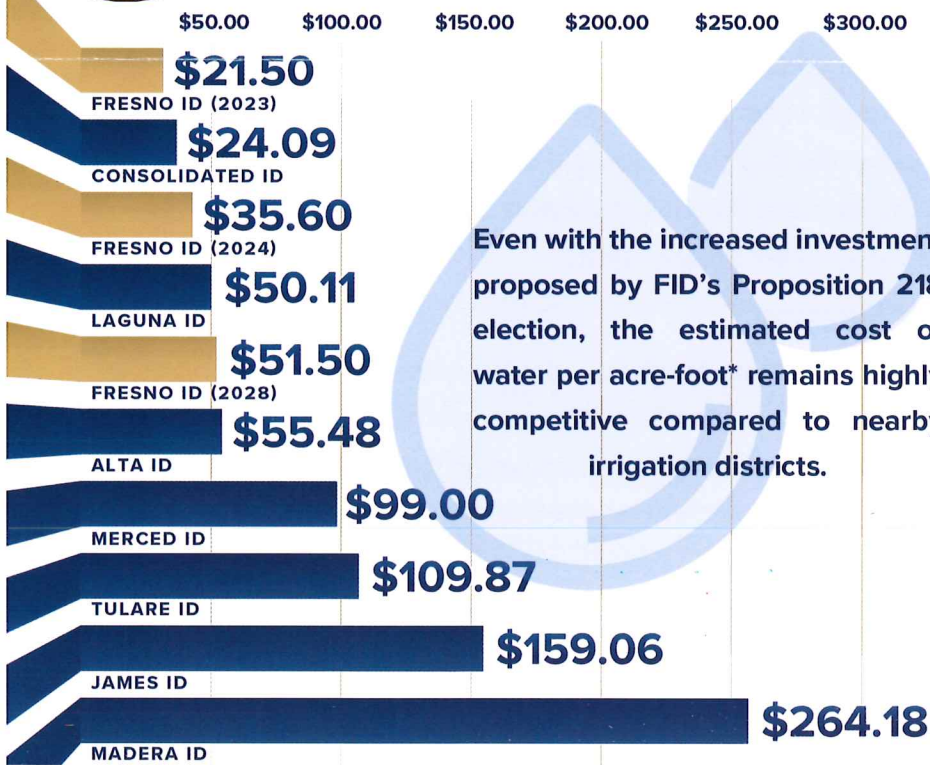 $50.00 $100.00 $150.00 $200.00 $250.00 $300.00
$21.50
FRESNO ID (2023)
$24.09
CONSOLIDATED ID
$35.60
FRESNO ID (2024)
$50.11
LAGUNA ID
$51.50
FRESNO ID (2028)
$55.48
ALTA ID
$99.00
MERCED ID
$109.87
TULARE ID
$159.06
JAMES ID
$264.18
MADERA ID
Even with the increased investmen
proposed by FID's Proposition 218
election, the estimated cost o
water per acre-foot* remains highly
competitive compared to nearby
irrigation districts.